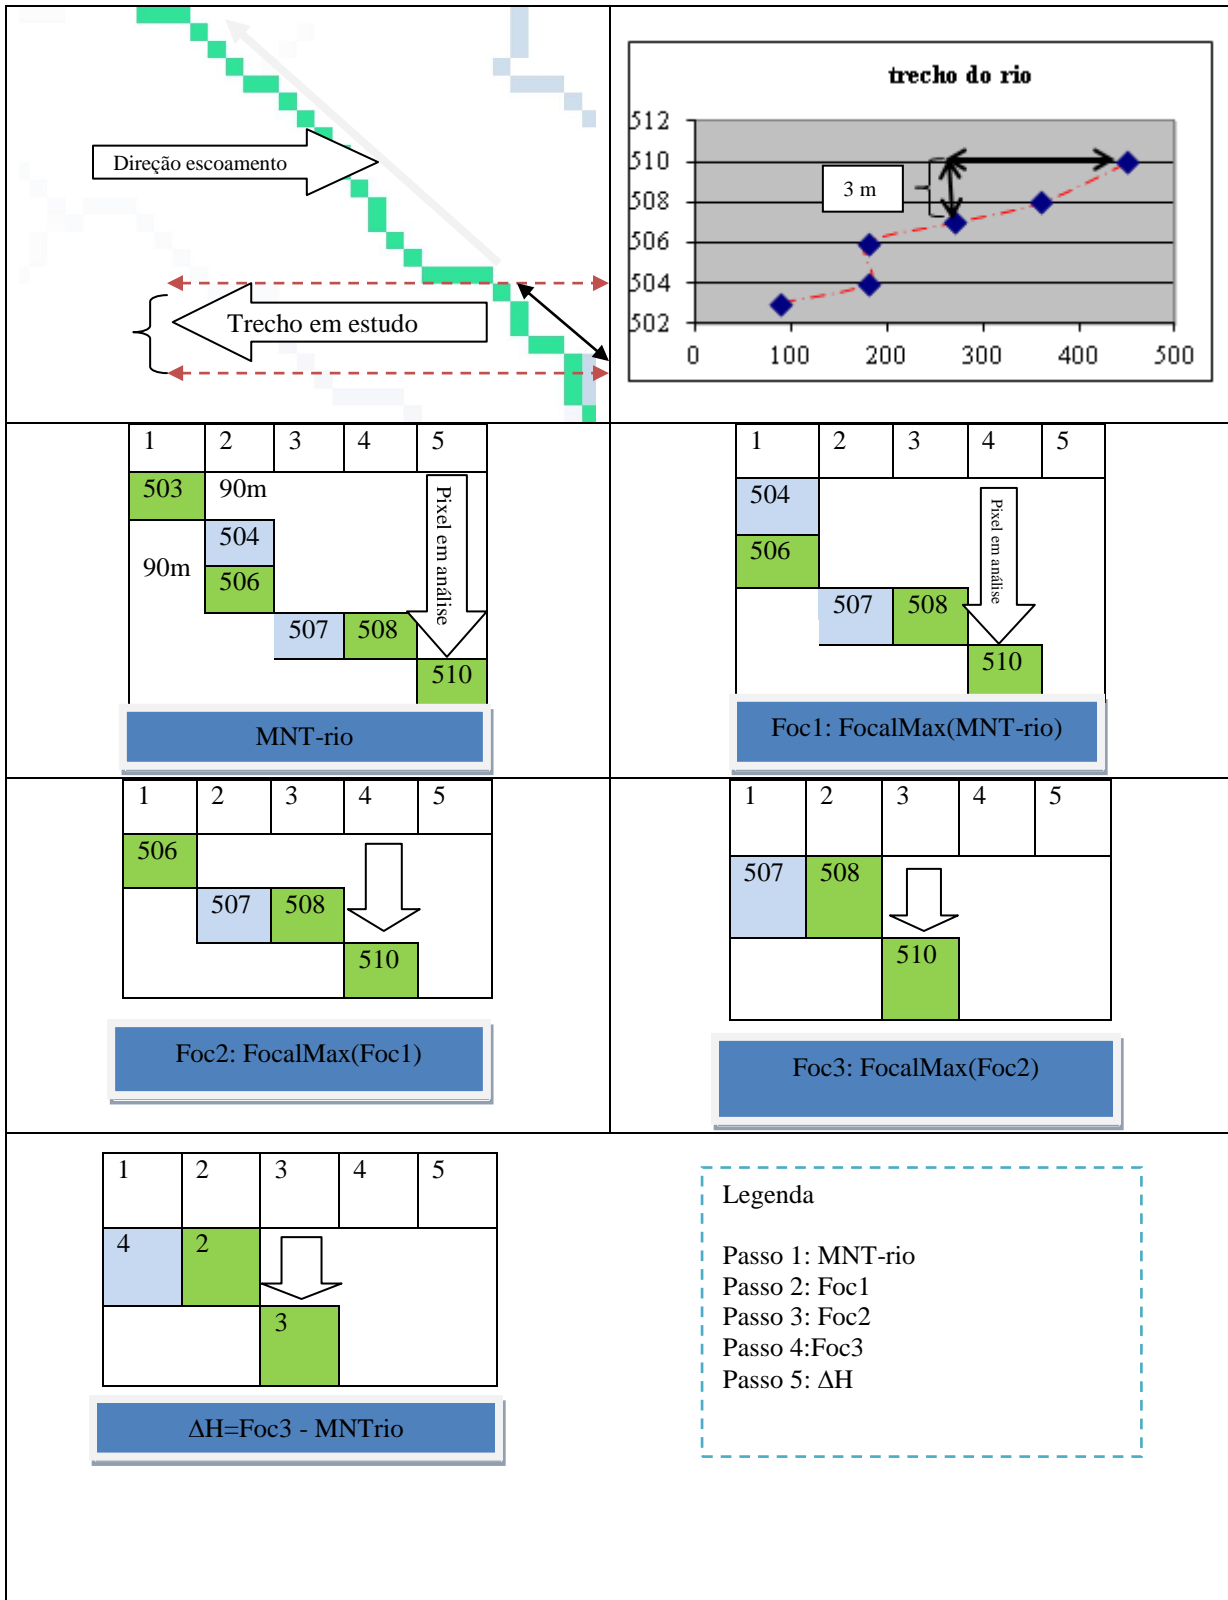 Direção escoamento
Trecho em estudo
trecho do rio
512
510
508
506
504
502
3 m
0 100 200 300 400 500
1 2 3 4 5
503 90m
504
90m
506
507 508
510
Pixel em análise
MNT-rio
1 2 3 4 5
504
506
507 508
510
Pixel em análise
Foc1: FocalMax(MNT-rio)
1 2 3 4 5
506
507 508
510
Foc2: FocalMax(Foc1)
1 2 3 4 5
507 508
510
Foc3: FocalMax(Foc2)
1 2 3 4 5
4 2
3
ΔH=Foc3 - MNTrio
Legenda
Passo 1: MNT-rio
Passo 2: Foc1
Passo 3: Foc2
Passo 4:Foc3
Passo 5: ΔH